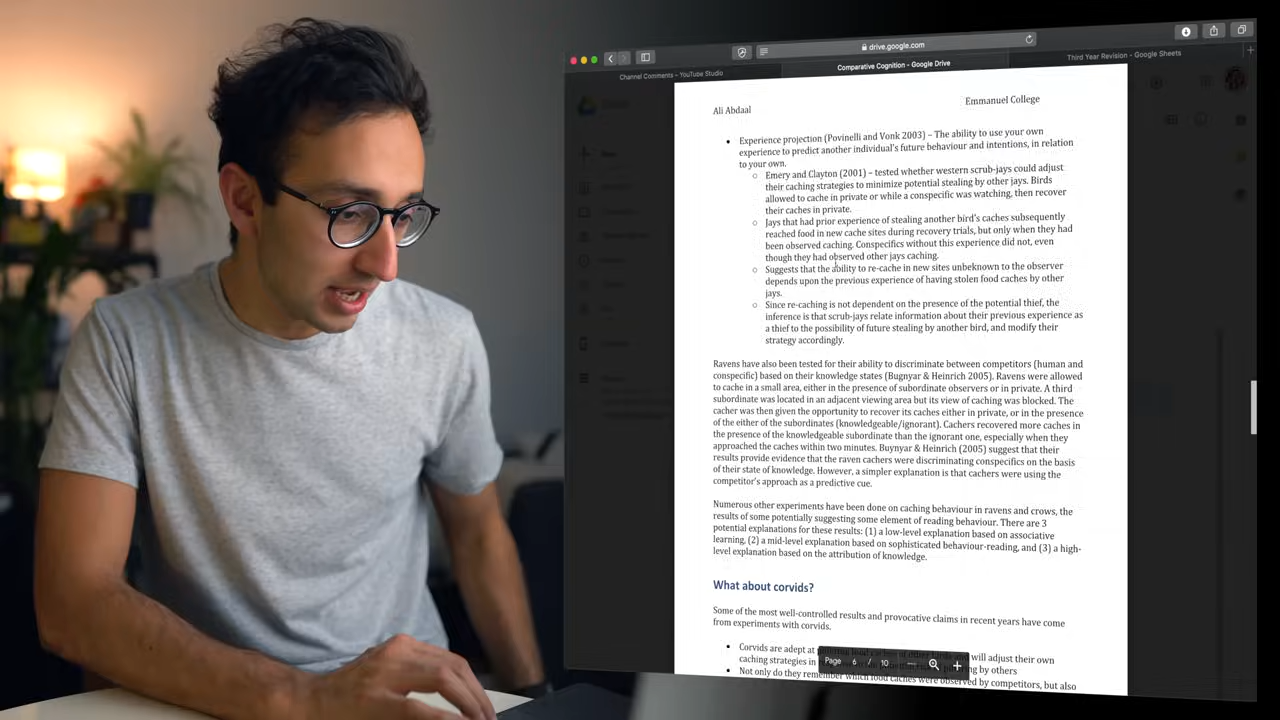 drive.google.com
Channel Comments – YouTube Studio
Comparative Cognition - Google Drive
Third Year Revision - Google Sheets
Ali Abdaal
Emmanuel College
• Experience projection (Povinelli and Vonk 2003) – The ability to use your own
experience to predict another individual's future behaviour and intentions, in relation
to your own.
○ Emery and Clayton (2001) – tested whether western scrub-jays could adjust
their caching strategies to minimize potential stealing by other jays. Birds
allowed to cache in private or while a conspecific was watching, then recover
their caches in private.
○ Jays that had prior experience of stealing another bird's caches subsequently
reached food in new cache sites during recovery trials, but only when they had
been observed caching. Conspecifics without this experience did not, even
though they had observed other jays caching.
○ Suggests that the ability to re-cache in new sites unbeknown to the observer
depends upon the previous experience of having stolen food caches by other
jays.
○ Since re-caching is not dependent on the presence of the potential thief, the
inference is that scrub-jays relate information about their previous experience as
a thief to the possibility of future stealing by another bird, and modify their
strategy accordingly.
Ravens have also been tested for their ability to discriminate between competitors (human and
conspecific) based on their knowledge states (Bugnyar & Heinrich 2005). Ravens were allowed
to cache in a small area, either in the presence of subordinate observers or in private. A third
subordinate was located in an adjacent viewing area but its view of caching was blocked. The
cacher was then given the opportunity to recover its caches either in private, or in the presence
of the either of the subordinates (knowledgeable/ignorant). Cachers recovered more caches in
the presence of the knowledgeable subordinate than the ignorant one, especially when they
approached the caches within two minutes. Buynyar & Heinrich (2005) suggest that their
results provide evidence that the raven cachers were discriminating conspecifics on the basis
of their state of knowledge. However, a simpler explanation is that cachers were using the
competitor's approach as a predictive cue.
Numerous other experiments have been done on caching behaviour in ravens and crows, the
results of some potentially suggesting some element of reading behaviour. There are 3
potential explanations for these results: (1) a low-level explanation based on associative
learning, (2) a mid-level explanation based on sophisticated behaviour-reading, and (3) a high-
level explanation based on the attribution of knowledge.
What about corvids?
Some of the most well-controlled results and provocative claims in recent years have come
from experiments with corvids.
• Corvids are adept at will adjust their own
caching strategies in by others
• Not only do they remember which food caches were observed by competitors, but also
Page 6 / 10